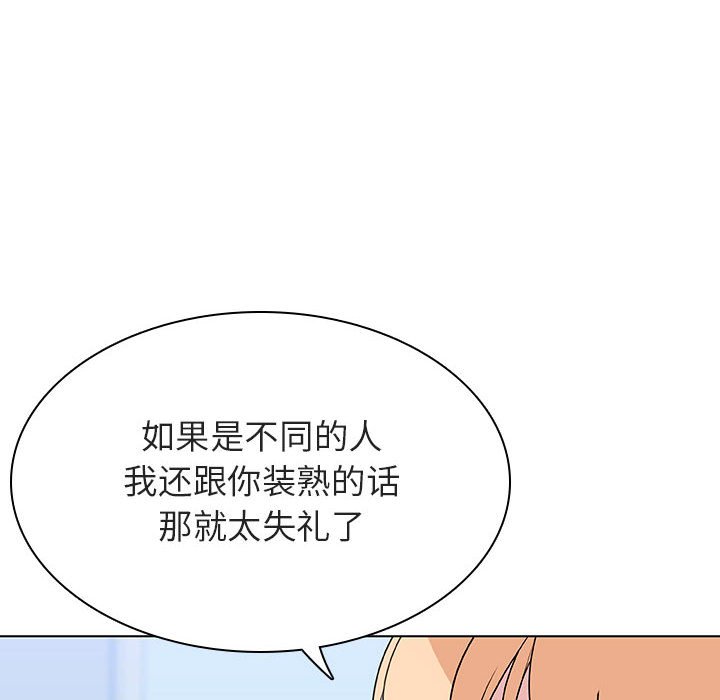 如果是不同的人
我还跟你装熟的话
那就太失礼了